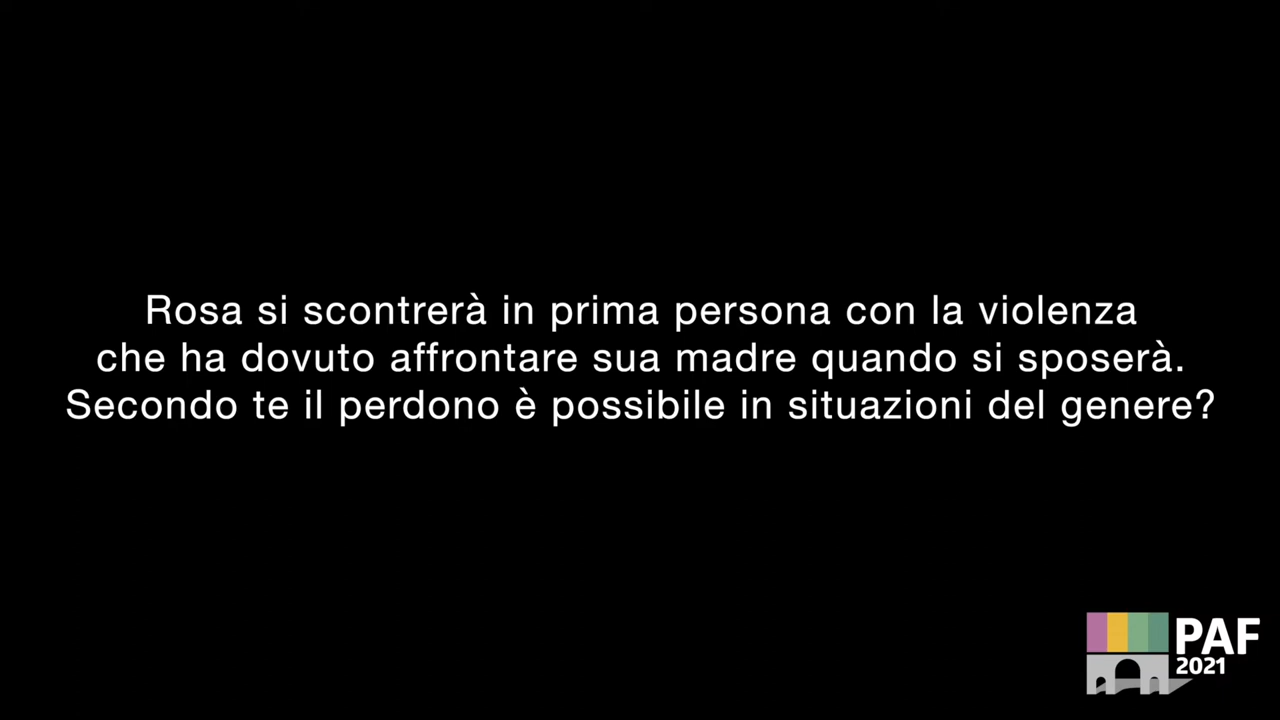 Rosa si scontrerà in prima persona con la violenza
che ha dovuto affrontare sua madre quando si sposerà.
Secondo te il perdono è possibile in situazioni del genere?
PAF
2021